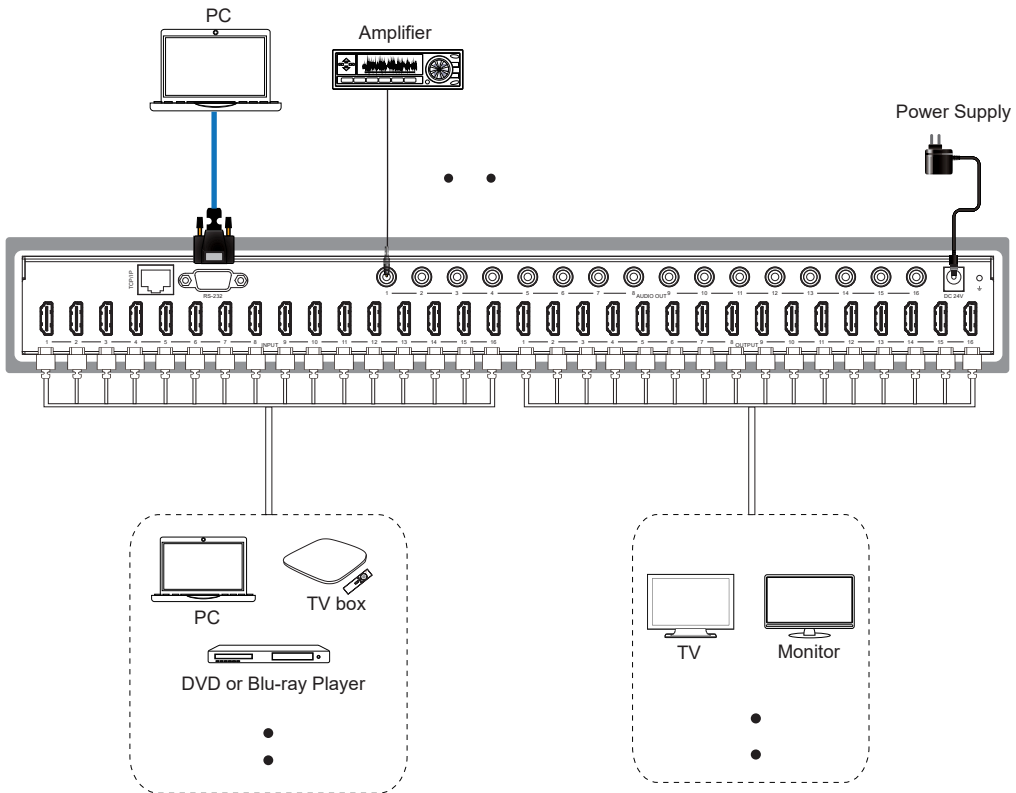 PC
Amplifier
Power Supply
TCP/IP
RS-232
1 2 3 4 5 6 7 8 AUDIO OUT 9 10 11 12 13 14 15 16
DC 24V
1 2 3 4 5 6 7 8 INPUT 9 10 11 12 13 14 15 16
1 2 3 4 5 6 7 8 OUTPUT 9 10 11 12 13 14 15 16
PC
TV box
DVD or Blu-ray Player
TV
Monitor